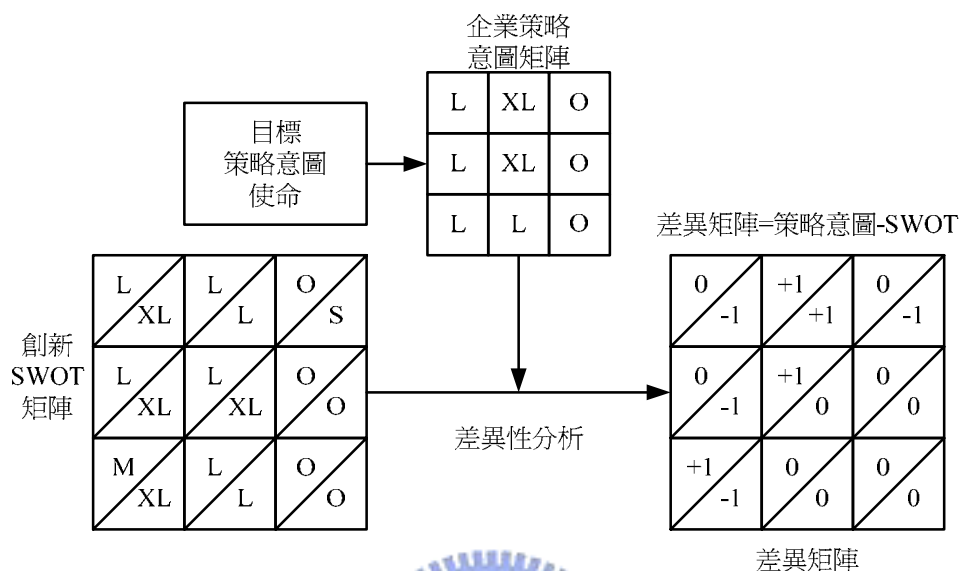 企業策略
意圖矩陣
L XL O
L XL O
L L O
目標
策略意圖
使命
差異矩陣=策略意圖-SWOT
創新
SWOT
矩陣
L L O
XL L S
L L O
XL XL O
M L O
XL L O
差異性分析
0 +1 0
-1 +1 -1
0 +1 0
-1 0 0
+1 0 0
-1 0 0
差異矩陣